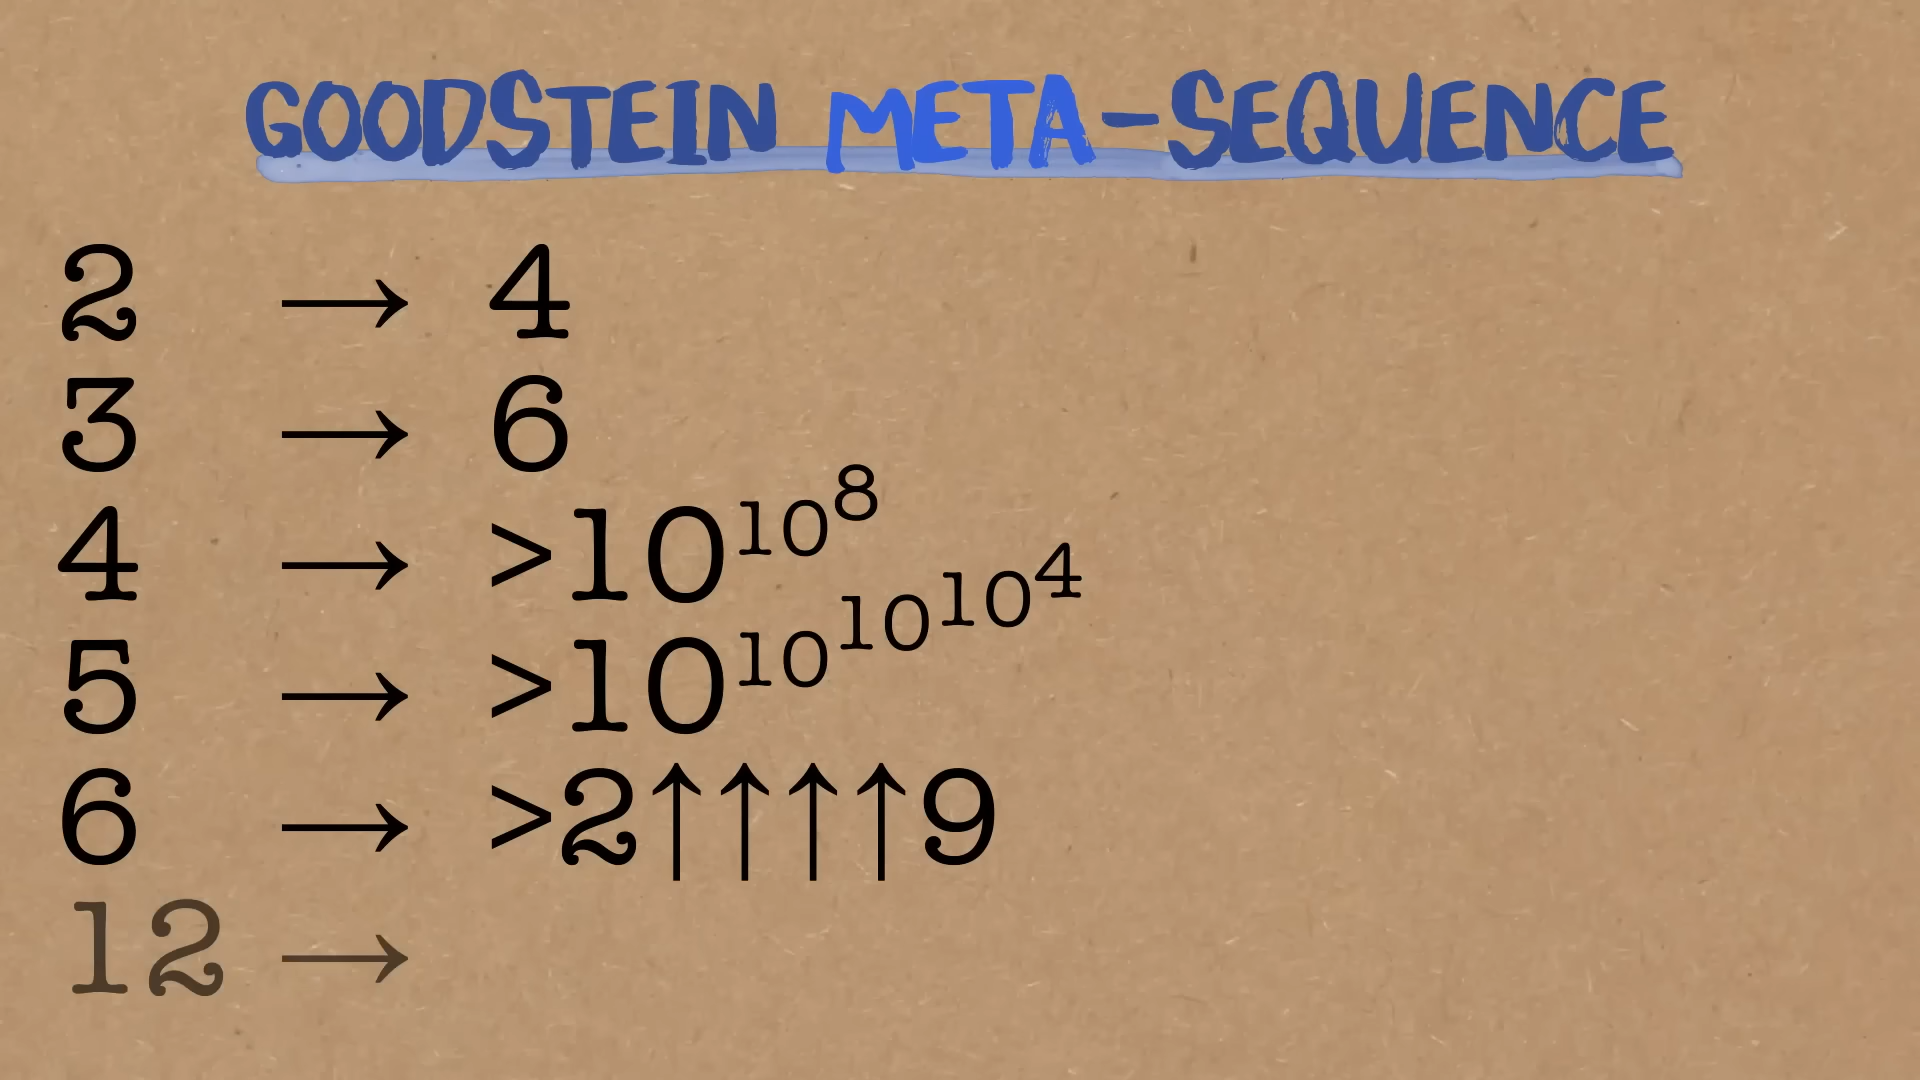 GOODSTEIN META-SEQUENCE
2 → 4
3 → 6
4 → >10^10^8
5 → >10^10^10^10^4
6 → >2↑↑↑↑9
12 →